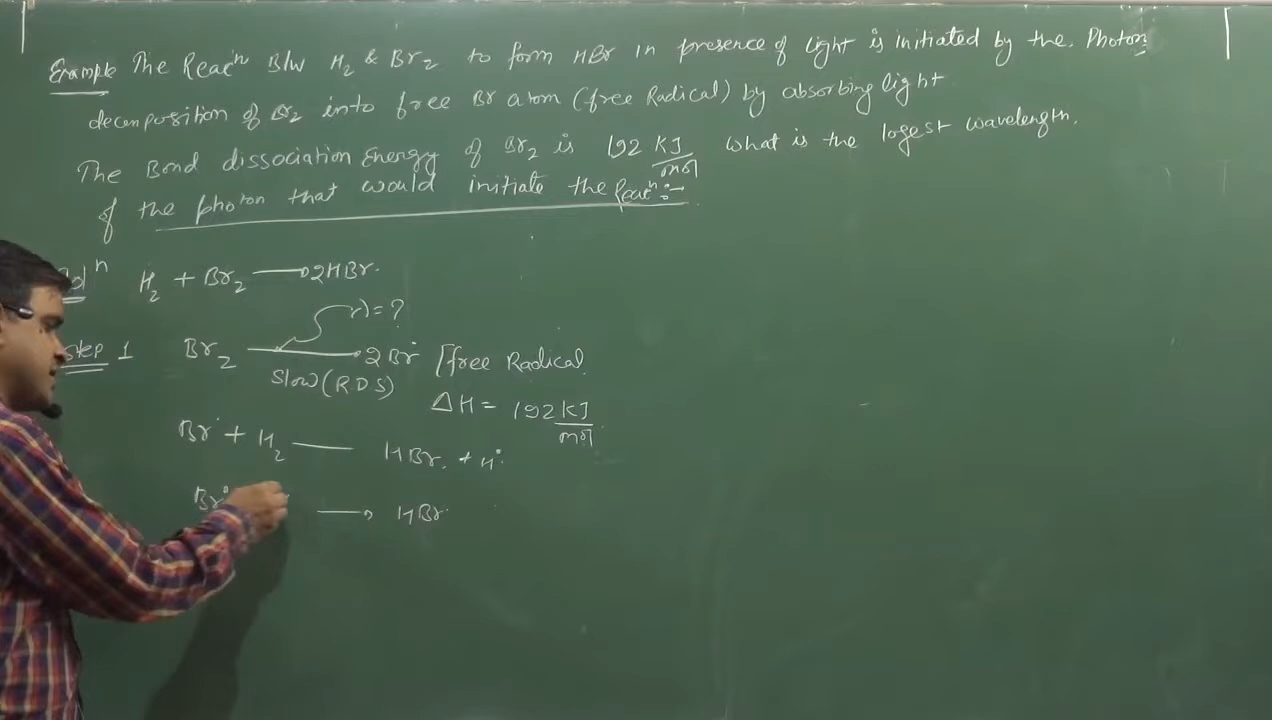 Example The Reacⁿ B/w H₂ & Br₂ to form HBr in presence of light is initiated by the Photon
decomposition of Br₂ into free Br atom (free Radical) by absorbing light
The Bond dissociation Energy of Br₂ is 192 KJ/mol what is the logest wavelength.
of the photon that would initiate the Reacⁿ :-
Solⁿ H₂ + Br₂ → 2HBr.
λ = ?
Step 1 Br₂ → 2Br• [free Radical
Slow (R.D.S)
ΔH = 192 KJ/mol
Br• + H₂ — HBr. + H•
Br• → HBr